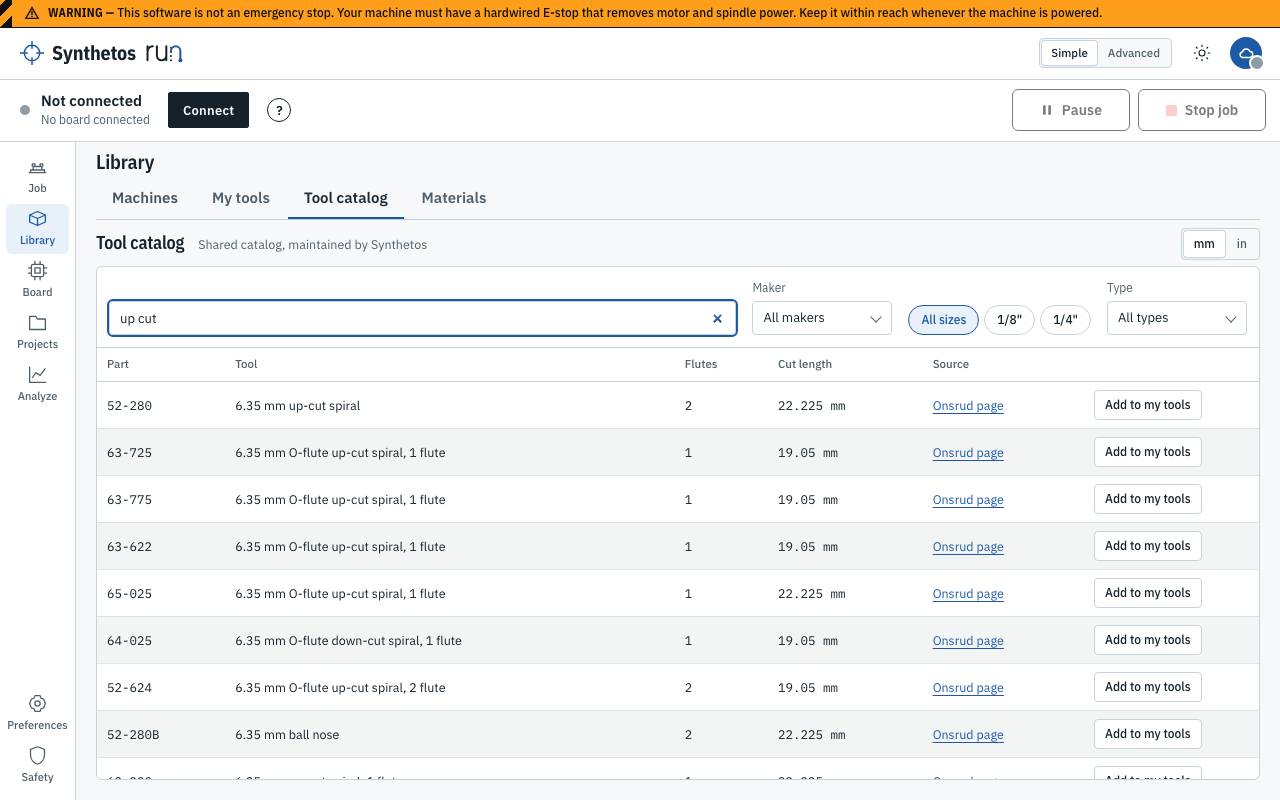 WARNING — This software is not an emergency stop. Your machine must have a hardwired E-stop that removes motor and spindle power. Keep it within reach whenever the machine is powered.
Synthetos run
Simple Advanced
Not connected
No board connected
Connect
?
Pause
Stop job
Job
Library
Board
Projects
Analyze
Preferences
Safety
Library
Machines My tools Tool catalog Materials
Tool catalog Shared catalog, maintained by Synthetos
mm in
Maker Type
up cut All makers All sizes 1/8" 1/4" All types
Part Tool Flutes Cut length Source
52-280 6.35 mm up-cut spiral 2 22.225 mm Onsrud page Add to my tools
63-725 6.35 mm O-flute up-cut spiral, 1 flute 1 19.05 mm Onsrud page Add to my tools
63-775 6.35 mm O-flute up-cut spiral, 1 flute 1 19.05 mm Onsrud page Add to my tools
63-622 6.35 mm O-flute up-cut spiral, 1 flute 1 19.05 mm Onsrud page Add to my tools
65-025 6.35 mm O-flute up-cut spiral, 1 flute 1 22.225 mm Onsrud page Add to my tools
64-025 6.35 mm O-flute down-cut spiral, 1 flute 1 19.05 mm Onsrud page Add to my tools
52-624 6.35 mm O-flute up-cut spiral, 2 flute 2 19.05 mm Onsrud page Add to my tools
52-280B 6.35 mm ball nose 2 22.225 mm Onsrud page Add to my tools